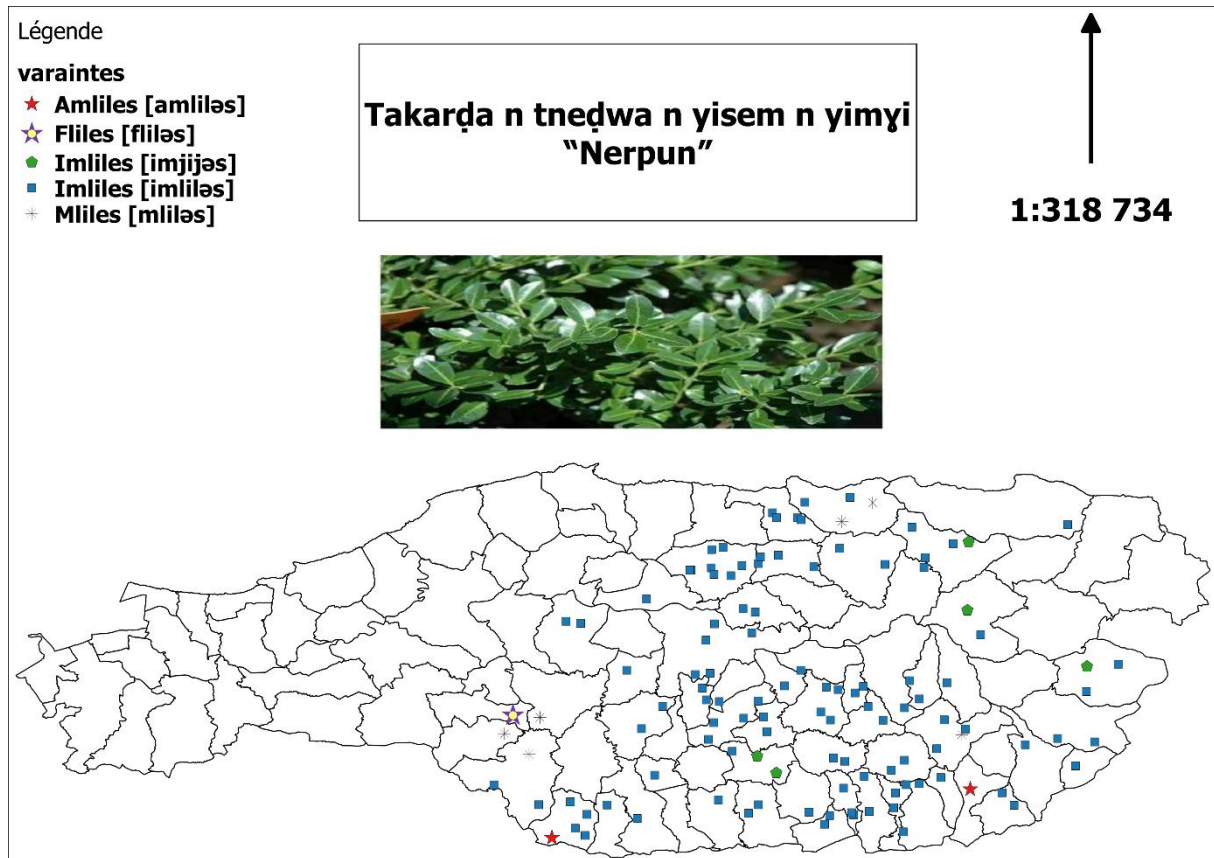 Légende
varaintes
Amliles [amliləs]
Fliles [fliləs]
Imliles [imjijəs]
Imliles [imliləs]
Mliles [mliləs]
Takarḍa n tneḍwa n yisem n yimɣi
“Nerpun”
1:318 734